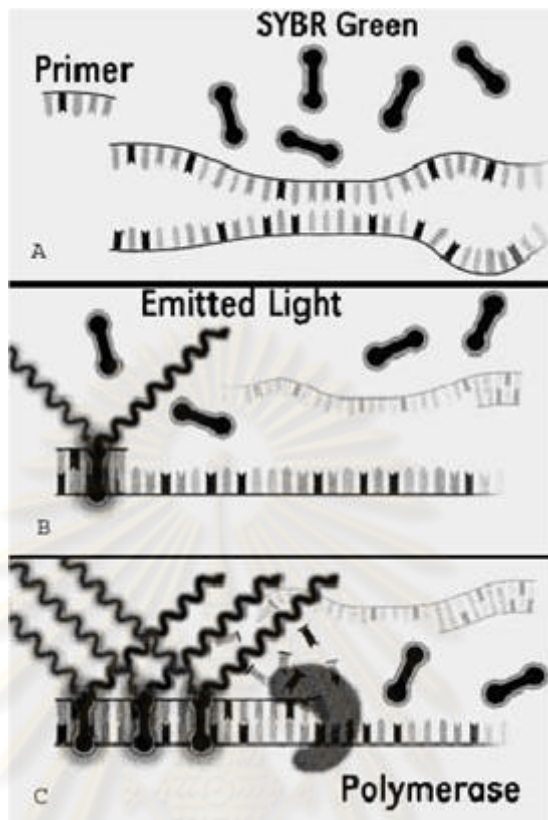 SYBR Green
Primer
A
Emitted Light
B
C
Polymerase